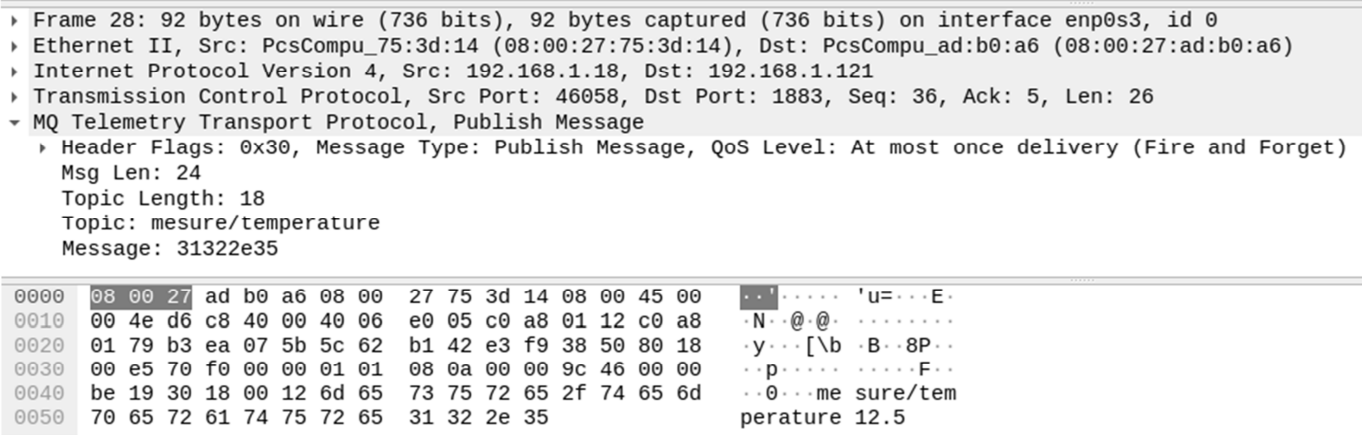 Frame 28: 92 bytes on wire (736 bits), 92 bytes captured (736 bits) on interface enp0s3, id 0
Ethernet II, Src: PcsCompu_75:3d:14 (08:00:27:75:3d:14), Dst: PcsCompu_ad:b0:a6 (08:00:27:ad:b0:a6)
Internet Protocol Version 4, Src: 192.168.1.18, Dst: 192.168.1.121
Transmission Control Protocol, Src Port: 46058, Dst Port: 1883, Seq: 36, Ack: 5, Len: 26
MQ Telemetry Transport Protocol, Publish Message
Header Flags: 0x30, Message Type: Publish Message, QoS Level: At most once delivery (Fire and Forget)
Msg Len: 24
Topic Length: 18
Topic: mesure/temperature
Message: 31322e35
0000 08 00 27 ad b0 a6 08 00 27 75 3d 14 08 00 45 00 ··'····· 'u=···E·
0010 00 4e d6 c8 40 00 40 06 e0 05 c0 a8 01 12 c0 a8 ·N··@·@· ········
0020 01 79 b3 ea 07 5b 5c 62 b1 42 e3 f9 38 50 80 18 ·y···[\b ·B··8P··
0030 00 e5 70 f0 00 00 01 01 08 0a 00 00 9c 46 00 00 ··p····· ·····F··
0040 be 19 30 18 00 12 6d 65 73 75 72 65 2f 74 65 6d ··0···me sure/tem
0050 70 65 72 61 74 75 72 65 31 32 2e 35 perature 12.5